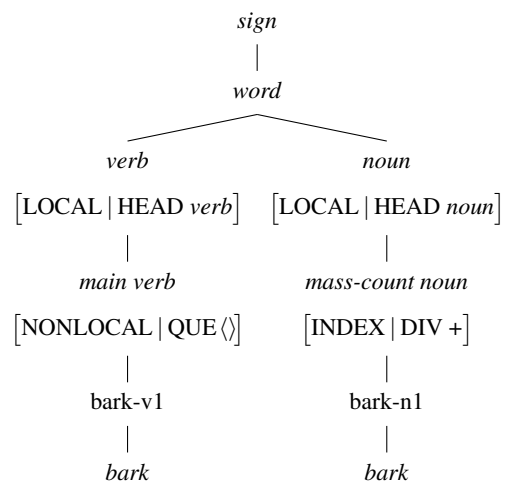 sign
word
verb noun
[LOCAL | HEAD verb] [LOCAL | HEAD noun]
main verb mass-count noun
[NONLOCAL | QUE ⟨⟩] [INDEX | DIV +]
bark-v1 bark-n1
bark bark